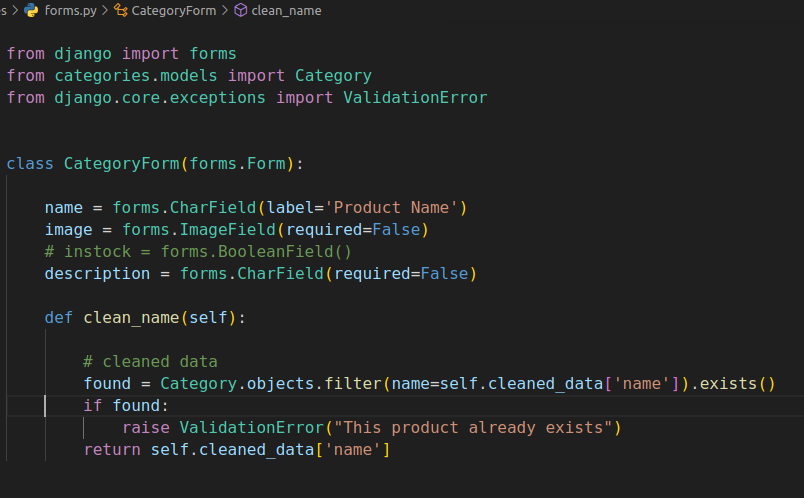 s > forms.py > CategoryForm > clean_name
from django import forms
from categories.models import Category
from django.core.exceptions import ValidationError
class CategoryForm(forms.Form):
name = forms.CharField(label='Product Name')
image = forms.ImageField(required=False)
# instock = forms.BooleanField()
description = forms.CharField(required=False)
def clean_name(self):
# cleaned data
found = Category.objects.filter(name=self.cleaned_data['name']).exists()
if found:
raise ValidationError("This product already exists")
return self.cleaned_data['name']